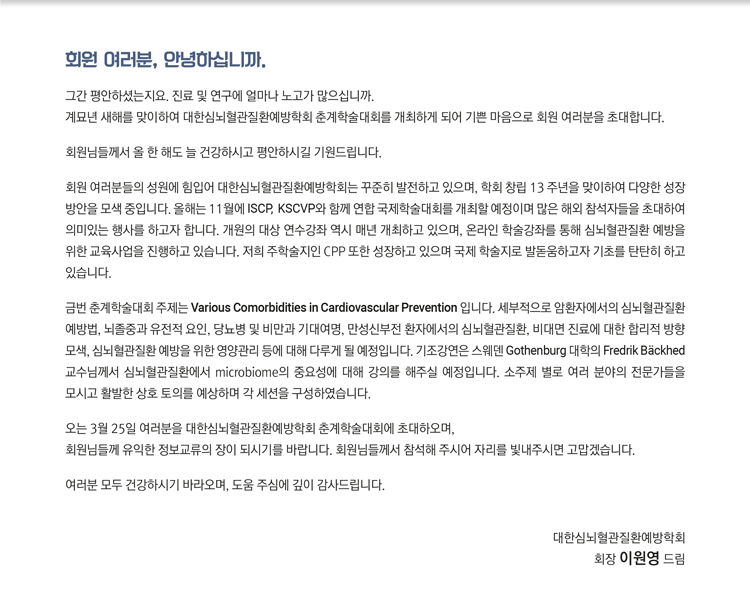 회원 여러분, 안녕하십니까.
그간 평안하셨는지요. 진료 및 연구에 얼마나 노고가 많으십니까.
계묘년 새해를 맞이하여 대한심뇌혈관질환예방학회 춘계학술대회를 개최하게 되어 기쁜 마음으로 회원 여러분을 초대합니다.
회원님들께서 올 한 해도 늘 건강하시고 평안하시길 기원드립니다.
회원 여러분들의 성원에 힘입어 대한심뇌혈관질환예방학회는 꾸준히 발전하고 있으며, 학회 창립 13주년을 맞이하여 다양한 성장
방안을 모색 중입니다. 올해는 11월에 ISCP, KSCVP와 함께 연합 국제학술대회를 개최할 예정이며 많은 해외 참석자들을 초대하여
의미있는 행사를 하고자 합니다. 개원의 대상 연수강좌 역시 매년 개최하고 있으며, 온라인 학술강좌를 통해 심뇌혈관질환 예방을
위한 교육사업을 진행하고 있습니다. 저희 주학술지인 CPP 또한 성장하고 있으며 국제 학술지로 발돋움하고자 기초를 탄탄히 하고
있습니다.
금번 춘계학술대회 주제는 Various Comorbidities in Cardiovascular Prevention 입니다. 세부적으로 암환자에서의 심뇌혈관질환
예방법, 뇌졸중과 유전적 요인, 당뇨병 및 비만과 기대여명, 만성신부전 환자에서의 심뇌혈관질환, 비대면 진료에 대한 합리적 방향
모색, 심뇌혈관질환 예방을 위한 영양관리 등에 대해 다루게 될 예정입니다. 기조강연은 스웨덴 Gothenburg 대학의 Fredrik Bäckhed
교수님께서 심뇌혈관질환에서 microbiome의 중요성에 대해 강의를 해주실 예정입니다. 소주제 별로 여러 분야의 전문가들을
모시고 활발한 상호 토의를 예상하며 각 세션을 구성하였습니다.
오는 3월 25일 여러분을 대한심뇌혈관질환예방학회 춘계학술대회에 초대하오며,
회원님들께 유익한 정보교류의 장이 되시기를 바랍니다. 회원님들께서 참석해 주시어 자리를 빛내주시면 고맙겠습니다.
여러분 모두 건강하시기 바라오며, 도움 주심에 깊이 감사드립니다.
대한심뇌혈관질환예방학회
회장 이원영 드림